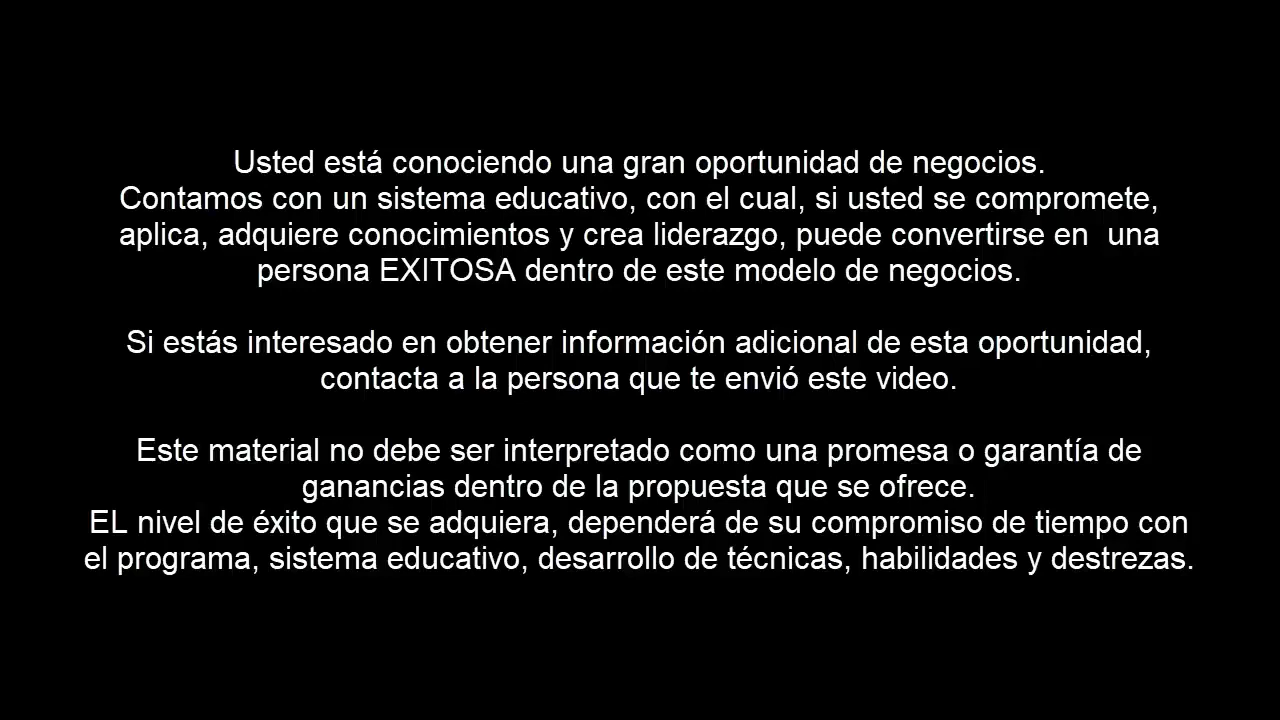 Usted está conociendo una gran oportunidad de negocios.
Contamos con un sistema educativo, con el cual, si usted se compromete,
aplica, adquiere conocimientos y crea liderazgo, puede convertirse en  una
persona EXITOSA dentro de este modelo de negocios.
Si estás interesado en obtener información adicional de esta oportunidad,
contacta a la persona que te envió este video.
Este material no debe ser interpretado como una promesa o garantía de
ganancias dentro de la propuesta que se ofrece.
EL nivel de éxito que se adquiera, dependerá de su compromiso de tiempo con
el programa, sistema educativo, desarrollo de técnicas, habilidades y destrezas.